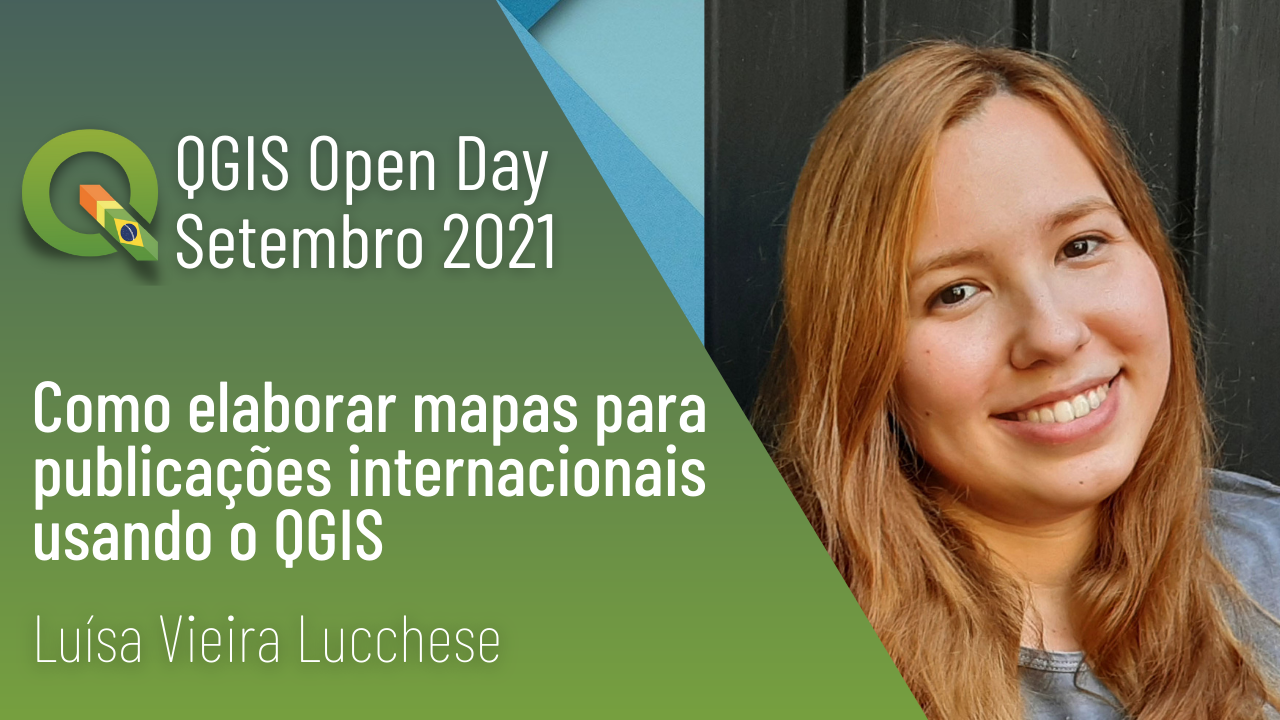 QGIS Open Day
Setembro 2021
Como elaborar mapas para
publicações internacionais
usando o QGIS
Luísa Vieira Lucchese